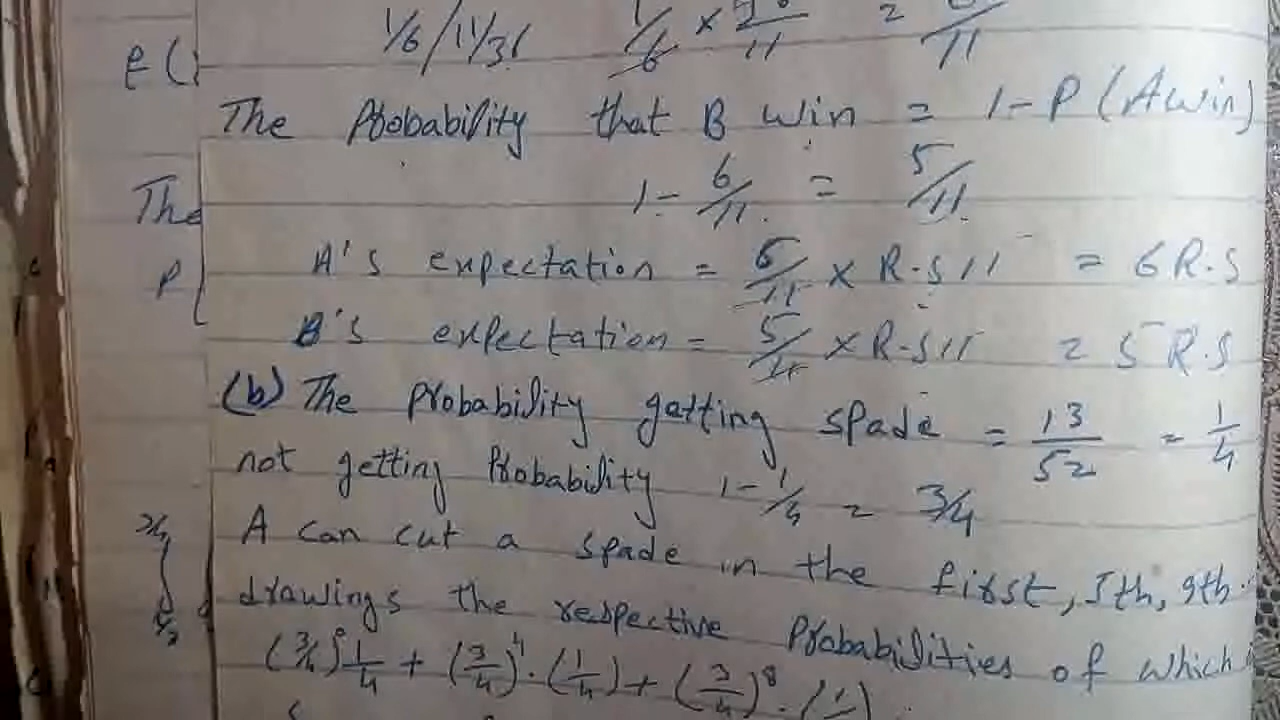 1/6 / 11/36 1/6 × 36/11 = 6/11
E(
The Probability that B win = 1 - P (A win)
1 - 6/11 = 5/11
The
A's expectation = 6/11 × R.S 11 = 6 R.S
P
B's expectation = 5/11 × R.S 11 = 5 R.S
(b) The Probability getting spade = 13/52 = 1/4
not getting Probability 1 - 1/4 = 3/4
A can cut a spade in the first, 5th, 9th
drawings the respective Probabilities of which
(3/4)⁰ 1/4 + (3/4)⁴ · (1/4) + (3/4)⁸ ·